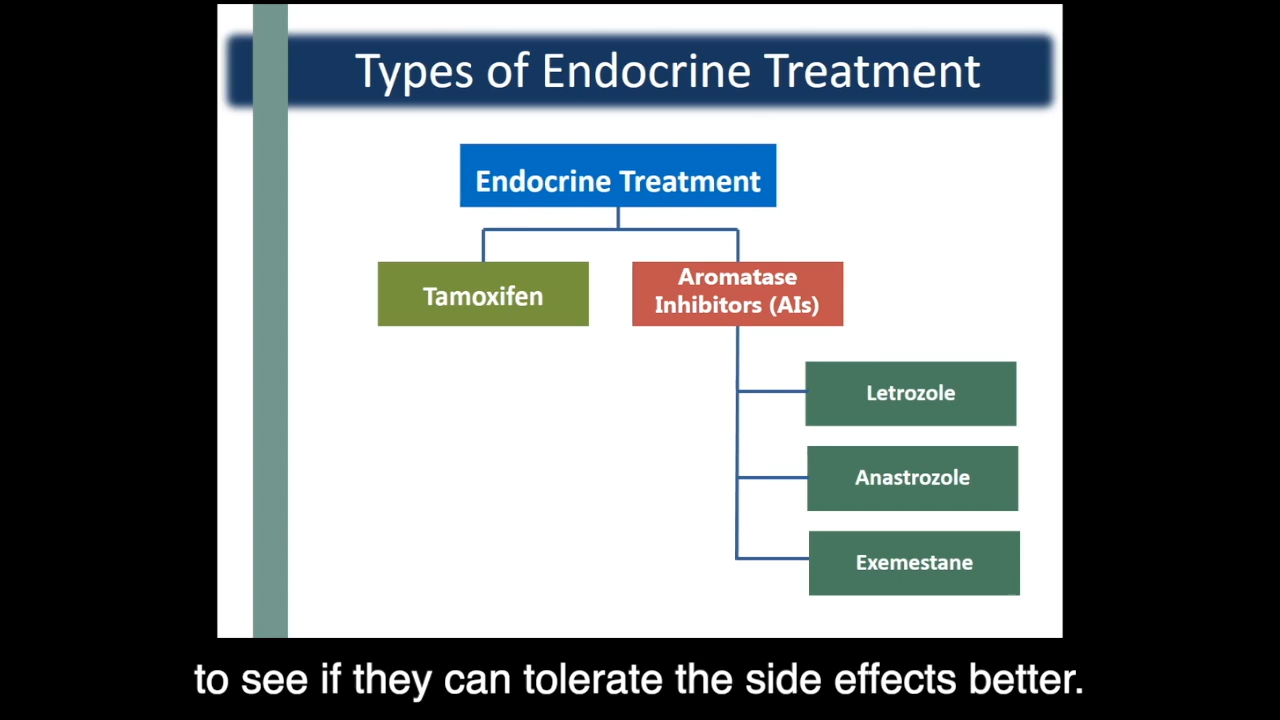 Types of Endocrine Treatment
Endocrine Treatment
Tamoxifen
Aromatase
Inhibitors (AIs)
Letrozole
Anastrozole
Exemestane
to see if they can tolerate the side effects better.